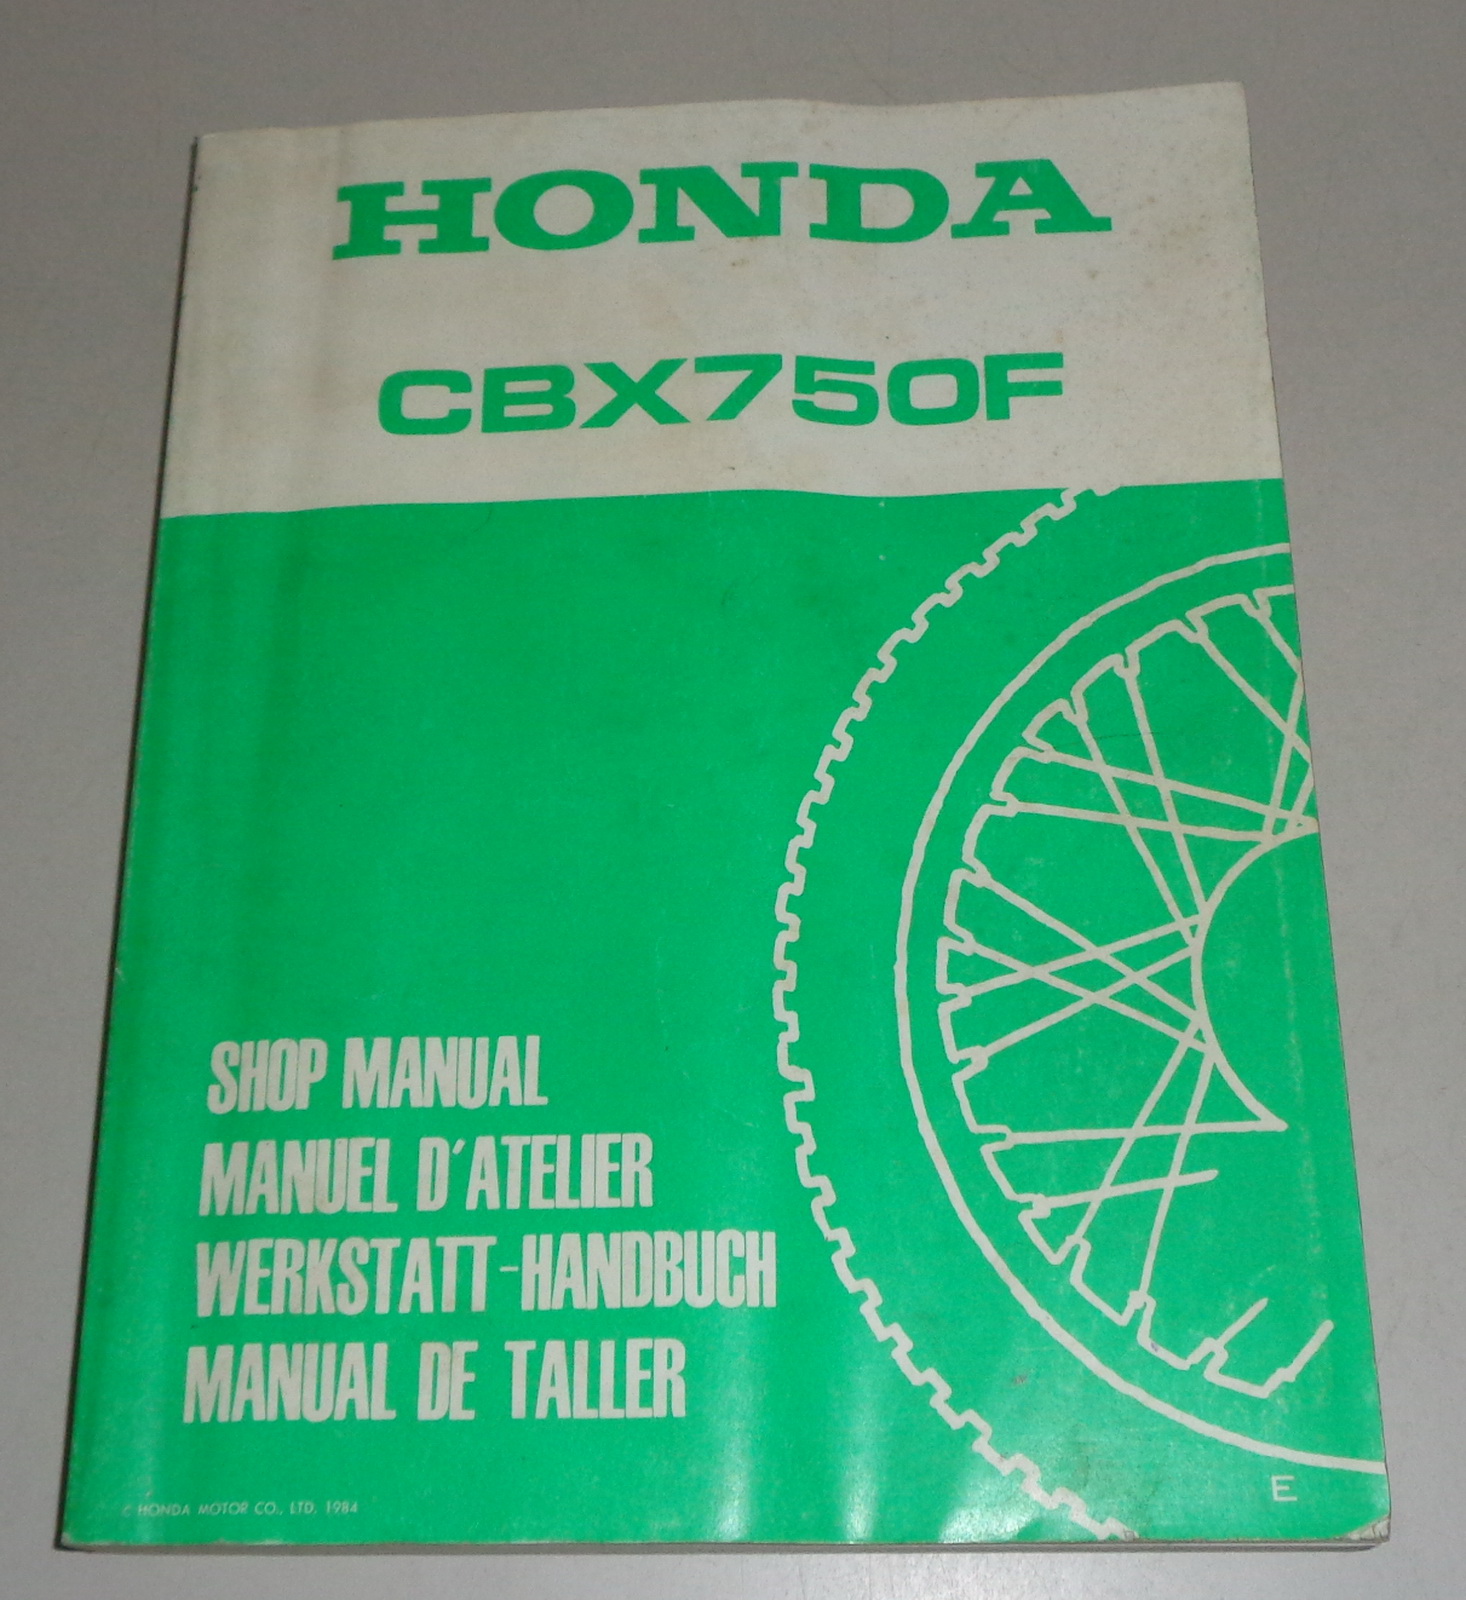 HONDA
CBX750F
SHOP MANUAL
MANUEL D'ATELIER
WERKSTATT-HANDBUCH
MANUAL DE TALLER
© HONDA MOTOR CO., LTD. 1984
E